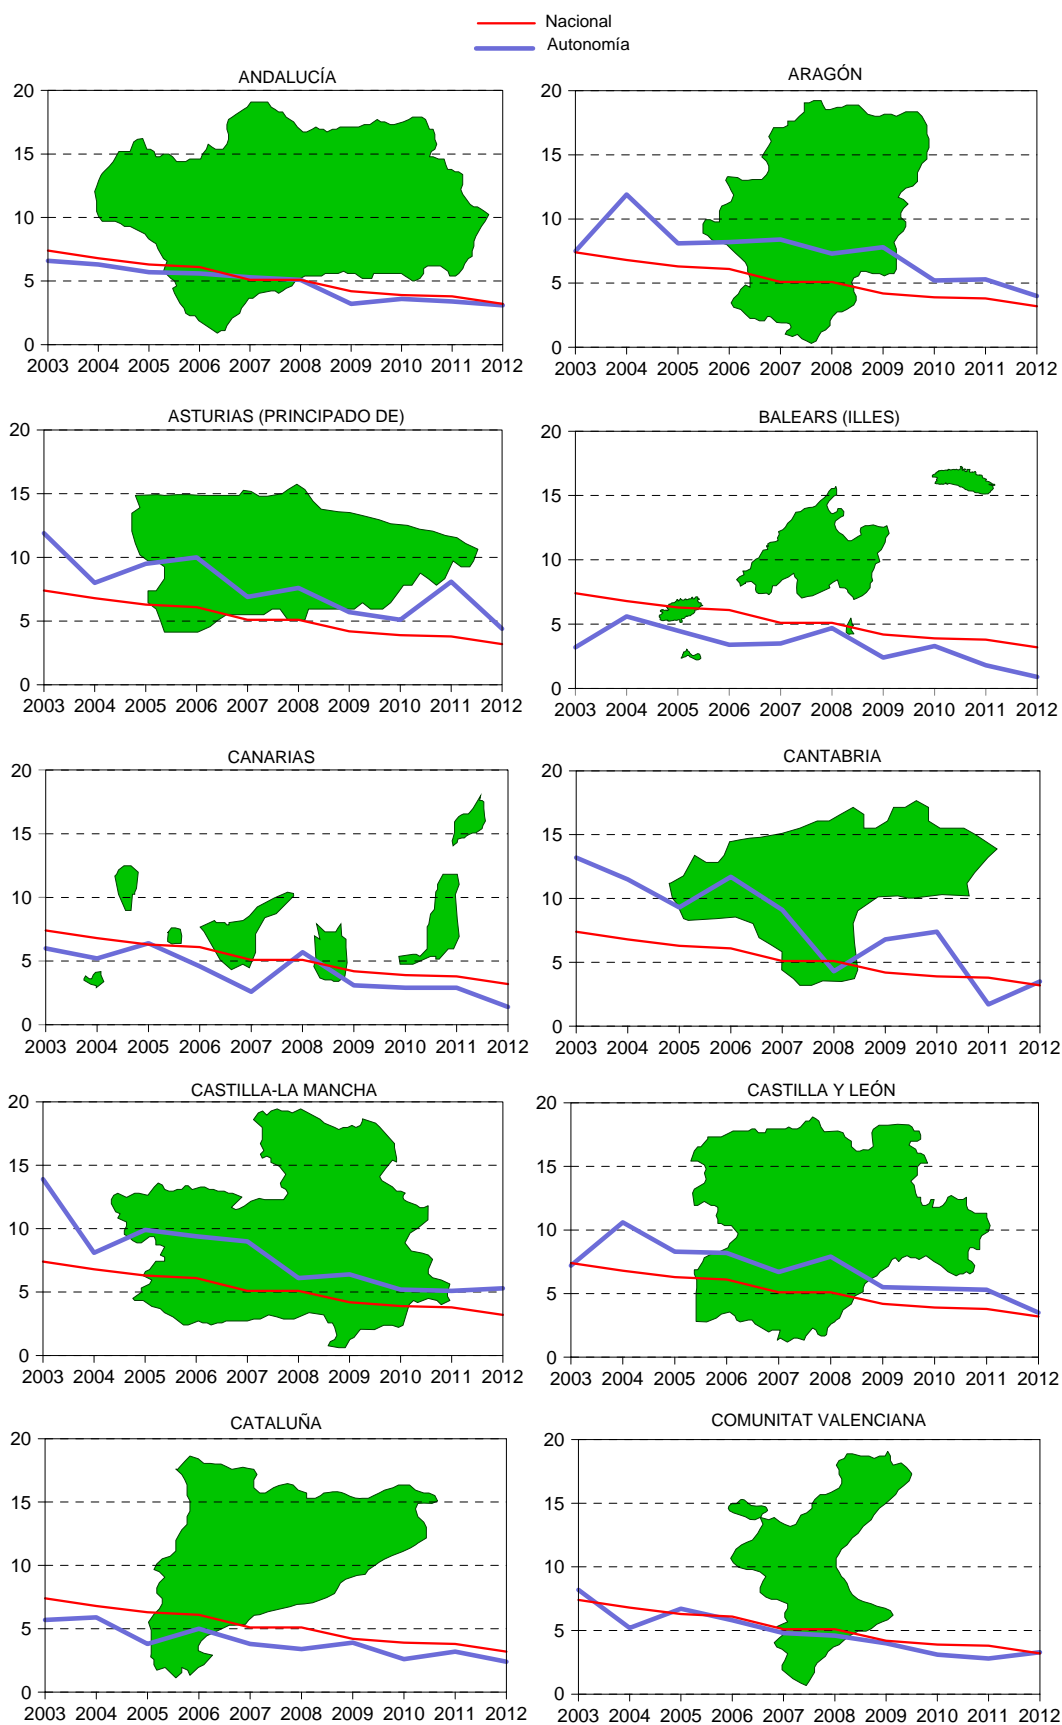 Nacional
Autonomía
ANDALUCÍA
20
15
10
5
0
2003 2004 2005 2006 2007 2008 2009 2010 2011 2012
ARAGÓN
20
15
10
5
0
2003 2004 2005 2006 2007 2008 2009 2010 2011 2012
ASTURIAS (PRINCIPADO DE)
20
15
10
5
0
2003 2004 2005 2006 2007 2008 2009 2010 2011 2012
BALEARS (ILLES)
20
15
10
5
0
2003 2004 2005 2006 2007 2008 2009 2010 2011 2012
CANARIAS
20
15
10
5
0
2003 2004 2005 2006 2007 2008 2009 2010 2011 2012
CANTABRIA
20
15
10
5
0
2003 2004 2005 2006 2007 2008 2009 2010 2011 2012
CASTILLA-LA MANCHA
20
15
10
5
0
2003 2004 2005 2006 2007 2008 2009 2010 2011 2012
CASTILLA Y LEÓN
20
15
10
5
0
2003 2004 2005 2006 2007 2008 2009 2010 2011 2012
CATALUÑA
20
15
10
5
0
2003 2004 2005 2006 2007 2008 2009 2010 2011 2012
COMUNITAT VALENCIANA
20
15
10
5
0
2003 2004 2005 2006 2007 2008 2009 2010 2011 2012